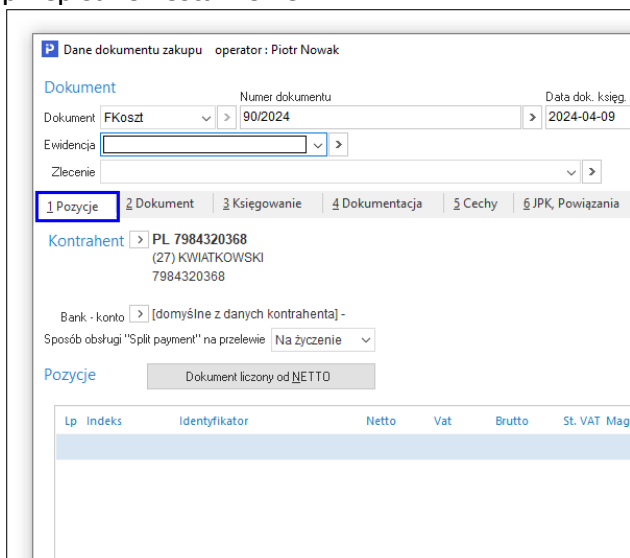 Dane dokumentu zakupu operator : Piotr Nowak
Dokument
Numer dokumentu Data dok. księg.
Dokument FKoszt > 90/2024 > 2024-04-09
Ewidencja >
Zlecenie >
1 Pozycje 2 Dokument 3 Księgowanie 4 Dokumentacja 5 Cechy 6 JPK, Powiązania
Kontrahent > PL 7984320368
(27) KWIATKOWSKI
7984320368
Bank - konto > [domyślne z danych kontrahenta] -
Sposób obsługi "Split payment" na przelewie Na życzenie
Pozycje Dokument liczony od NETTO
Lp Indeks Identyfikator Netto Vat Brutto St. VAT Mag